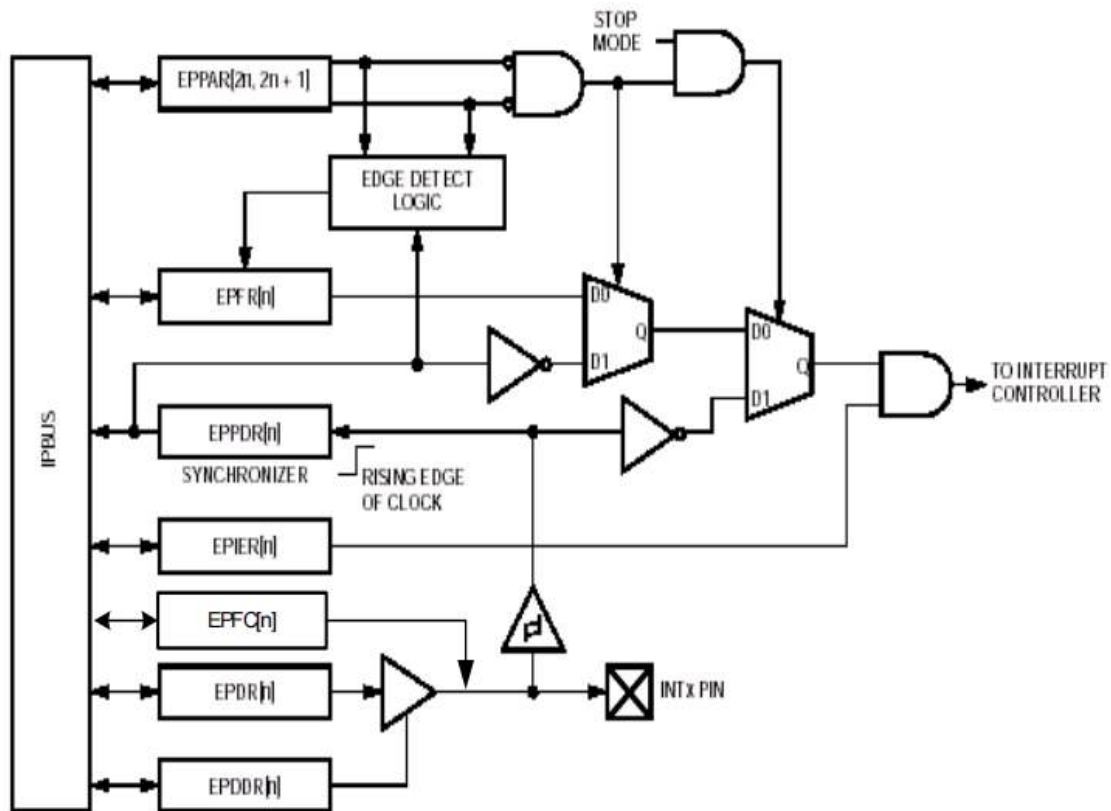 STOP
MODE
EPPAR[2n, 2n + 1]
EDGE DETECT
LOGIC
EPFR[n]
D0
Q
D1
D0
Q
D1
TO INTERRUPT
CONTROLLER
IPBUS
EPPDR[n]
SYNCHRONIZER
RISING EDGE
OF CLOCK
EPIER[n]
EPFC[n]
EPDR[n]
INTx PIN
EPDDR[n]